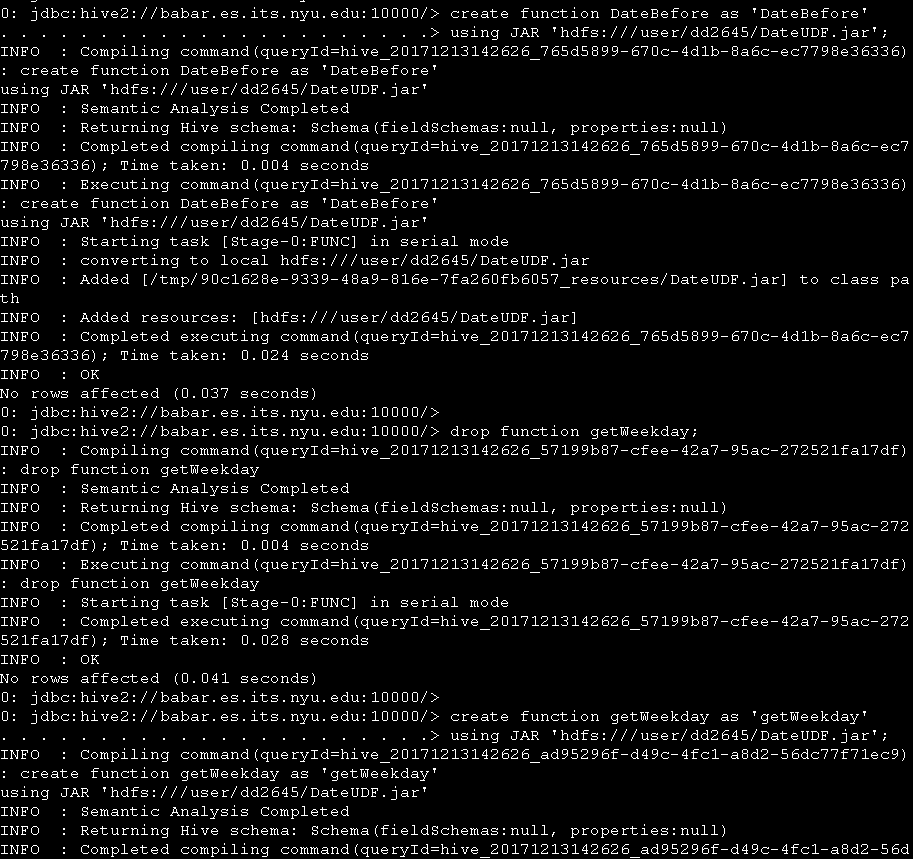 0: jdbc:hive2://babar.es.its.nyu.edu:10000/> create function DateBefore as 'DateBefore'
. . . . . . . . . . . . . . . . . . . . . .> using JAR 'hdfs:///user/dd2645/DateUDF.jar';
INFO  : Compiling command(queryId=hive_20171213142626_765d5899-670c-4d1b-8a6c-ec7798e36336)
: create function DateBefore as 'DateBefore'
using JAR 'hdfs:///user/dd2645/DateUDF.jar'
INFO  : Semantic Analysis Completed
INFO  : Returning Hive schema: Schema(fieldSchemas:null, properties:null)
INFO  : Completed compiling command(queryId=hive_20171213142626_765d5899-670c-4d1b-8a6c-ec7
798e36336); Time taken: 0.004 seconds
INFO  : Executing command(queryId=hive_20171213142626_765d5899-670c-4d1b-8a6c-ec7798e36336)
: create function DateBefore as 'DateBefore'
using JAR 'hdfs:///user/dd2645/DateUDF.jar'
INFO  : Starting task [Stage-0:FUNC] in serial mode
INFO  : converting to local hdfs:///user/dd2645/DateUDF.jar
INFO  : Added [/tmp/90c1628e-9339-48a9-816e-7fa260fb6057_resources/DateUDF.jar] to class pa
th
INFO  : Added resources: [hdfs:///user/dd2645/DateUDF.jar]
INFO  : Completed executing command(queryId=hive_20171213142626_765d5899-670c-4d1b-8a6c-ec7
798e36336); Time taken: 0.024 seconds
INFO  : OK
No rows affected (0.037 seconds)
0: jdbc:hive2://babar.es.its.nyu.edu:10000/>
0: jdbc:hive2://babar.es.its.nyu.edu:10000/> drop function getWeekday;
INFO  : Compiling command(queryId=hive_20171213142626_57199b87-cfee-42a7-95ac-272521fa17df)
: drop function getWeekday
INFO  : Semantic Analysis Completed
INFO  : Returning Hive schema: Schema(fieldSchemas:null, properties:null)
INFO  : Completed compiling command(queryId=hive_20171213142626_57199b87-cfee-42a7-95ac-272
521fa17df); Time taken: 0.004 seconds
INFO  : Executing command(queryId=hive_20171213142626_57199b87-cfee-42a7-95ac-272521fa17df)
: drop function getWeekday
INFO  : Starting task [Stage-0:FUNC] in serial mode
INFO  : Completed executing command(queryId=hive_20171213142626_57199b87-cfee-42a7-95ac-272
521fa17df); Time taken: 0.028 seconds
INFO  : OK
No rows affected (0.041 seconds)
0: jdbc:hive2://babar.es.its.nyu.edu:10000/>
0: jdbc:hive2://babar.es.its.nyu.edu:10000/> create function getWeekday as 'getWeekday'
. . . . . . . . . . . . . . . . . . . . . .> using JAR 'hdfs:///user/dd2645/DateUDF.jar';
INFO  : Compiling command(queryId=hive_20171213142626_ad95296f-d49c-4fc1-a8d2-56dc77f71ec9)
: create function getWeekday as 'getWeekday'
using JAR 'hdfs:///user/dd2645/DateUDF.jar'
INFO  : Semantic Analysis Completed
INFO  : Returning Hive schema: Schema(fieldSchemas:null, properties:null)
INFO  : Completed compiling command(queryId=hive_20171213142626_ad95296f-d49c-4fc1-a8d2-56d